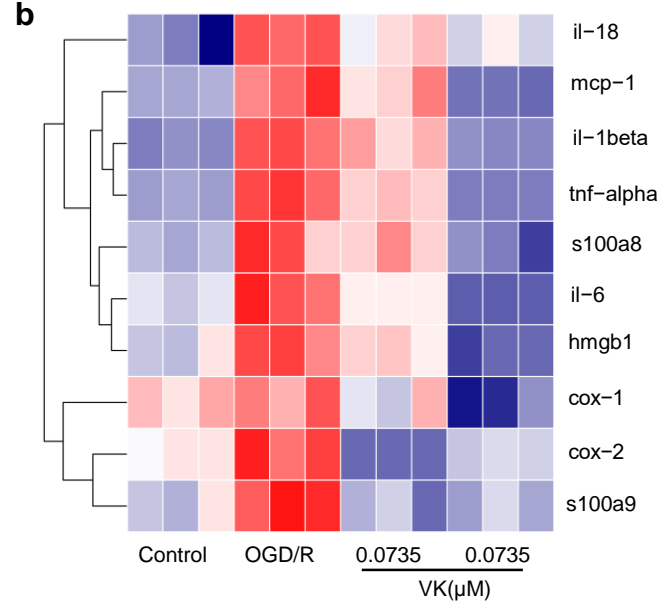 b
il−18
mcp−1
il−1beta
tnf−alpha
s100a8
il−6
hmgb1
cox−1
cox−2
s100a9
Control OGD/R 0.0735 0.0735
VK(μM)